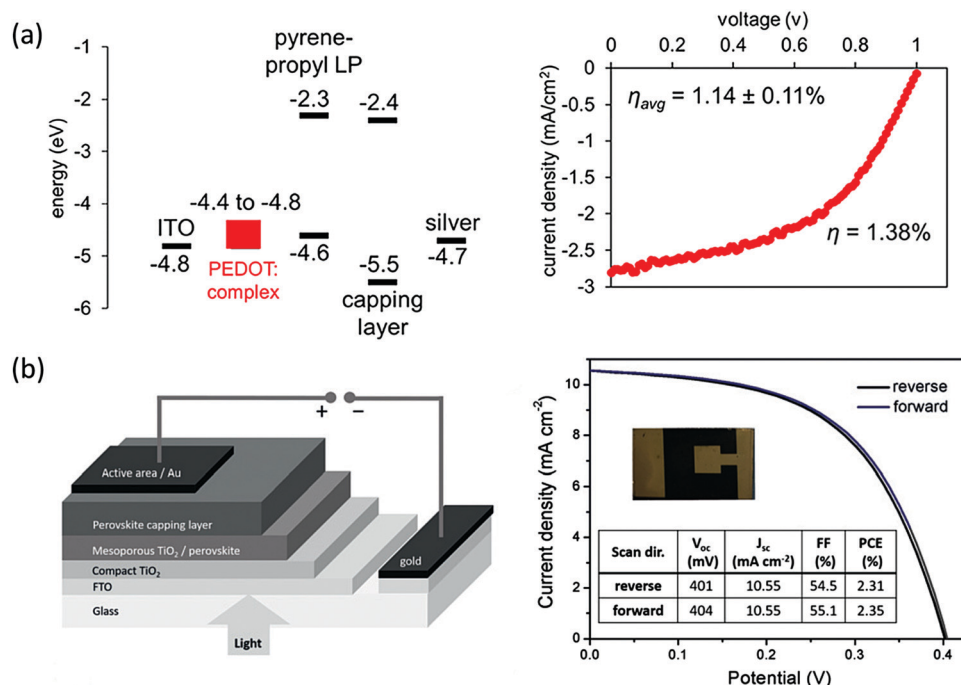 (a)
-1
-2
-3
-4
-5
-6
energy (eV)
pyrene-
propyl LP
-2.3
-2.4
-4.4 to -4.8
ITO
-4.8
PEDOT:
complex
-4.6
-5.5
capping
layer
silver
-4.7
voltage (v)
0 0.2 0.4 0.6 0.8 1
0
-0.5
-1
-1.5
-2
-2.5
-3
current density (mA/cm²)
ηavg = 1.14 ± 0.11%
η = 1.38%
(b)
+ −
Active area / Au
Perovskite capping layer
Mesoporous TiO₂ / perovskite
Compact TiO₂
FTO
Glass
gold
Light
Current density (mA cm⁻²)
10
8
6
4
2
0
reverse
forward
Scan dir. Voc (mV) Jsc (mA cm⁻²) FF (%) PCE (%)
reverse 401 10.55 54.5 2.31
forward 404 10.55 55.1 2.35
0.0 0.1 0.2 0.3 0.4
Potential (V)